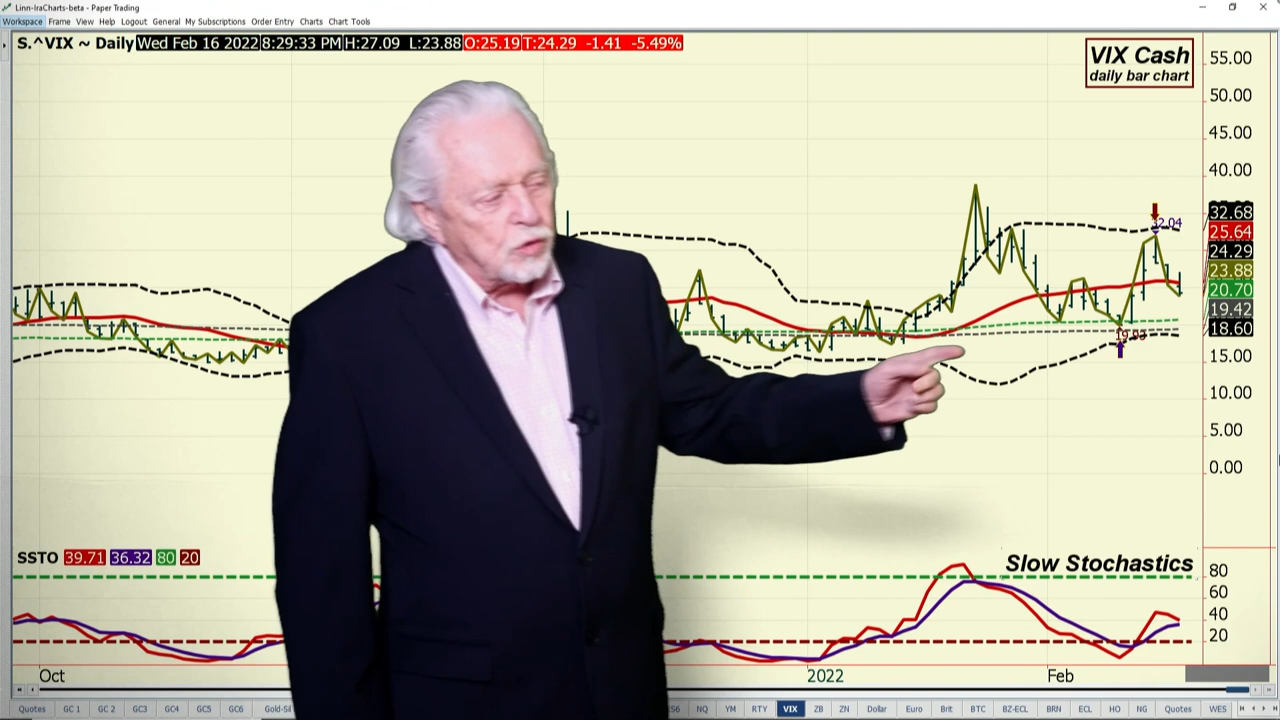 Linn-IraCharts-beta - Paper Trading
Workspace Frame View Help Logout General My Subscriptions Order Entry Charts Chart Tools
S.^VIX ~ Daily Wed Feb 16 2022 8:29:33 PM H:27.09 L:23.88 O:25.19 T:24.29 -1.41 -5.49%
VIX Cash
daily bar chart
55.00
50.00
45.00
40.00
32.68
25.64
24.29
23.88
20.70
19.42
18.60
15.00
10.00
5.00
0.00
SSTO 39.71 36.32 80 20
Slow Stochastics
80
60
40
20
Oct 2022 Feb
Quotes GC 1 GC 2 GC3 GC4 GC5 GC6 Gold-Sil NQ YM RTY VIX ZB ZN Dollar Euro Brit BTC BZ-ECL BRN ECL HO NG Quotes WES